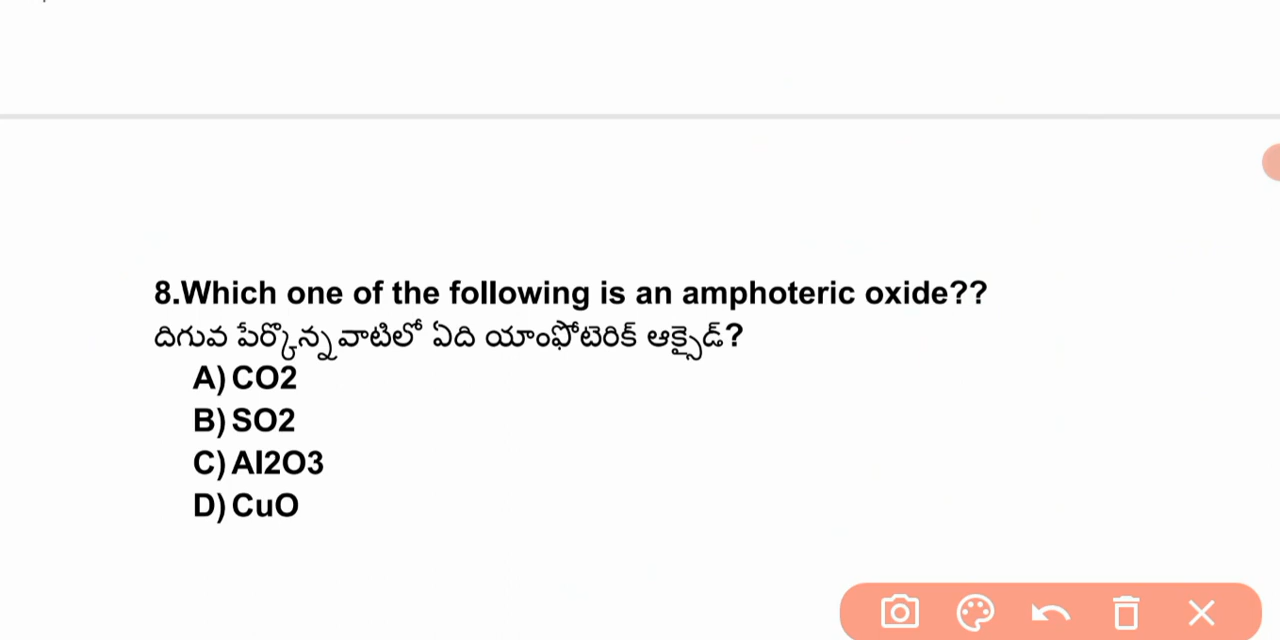 8.Which one of the following is an amphoteric oxide??
దిగువ పేర్కొన్న వాటిలో ఏది యాంఫోటెరిక్ ఆక్సైడ్?
A) CO2
B) SO2
C) Al2O3
D) CuO